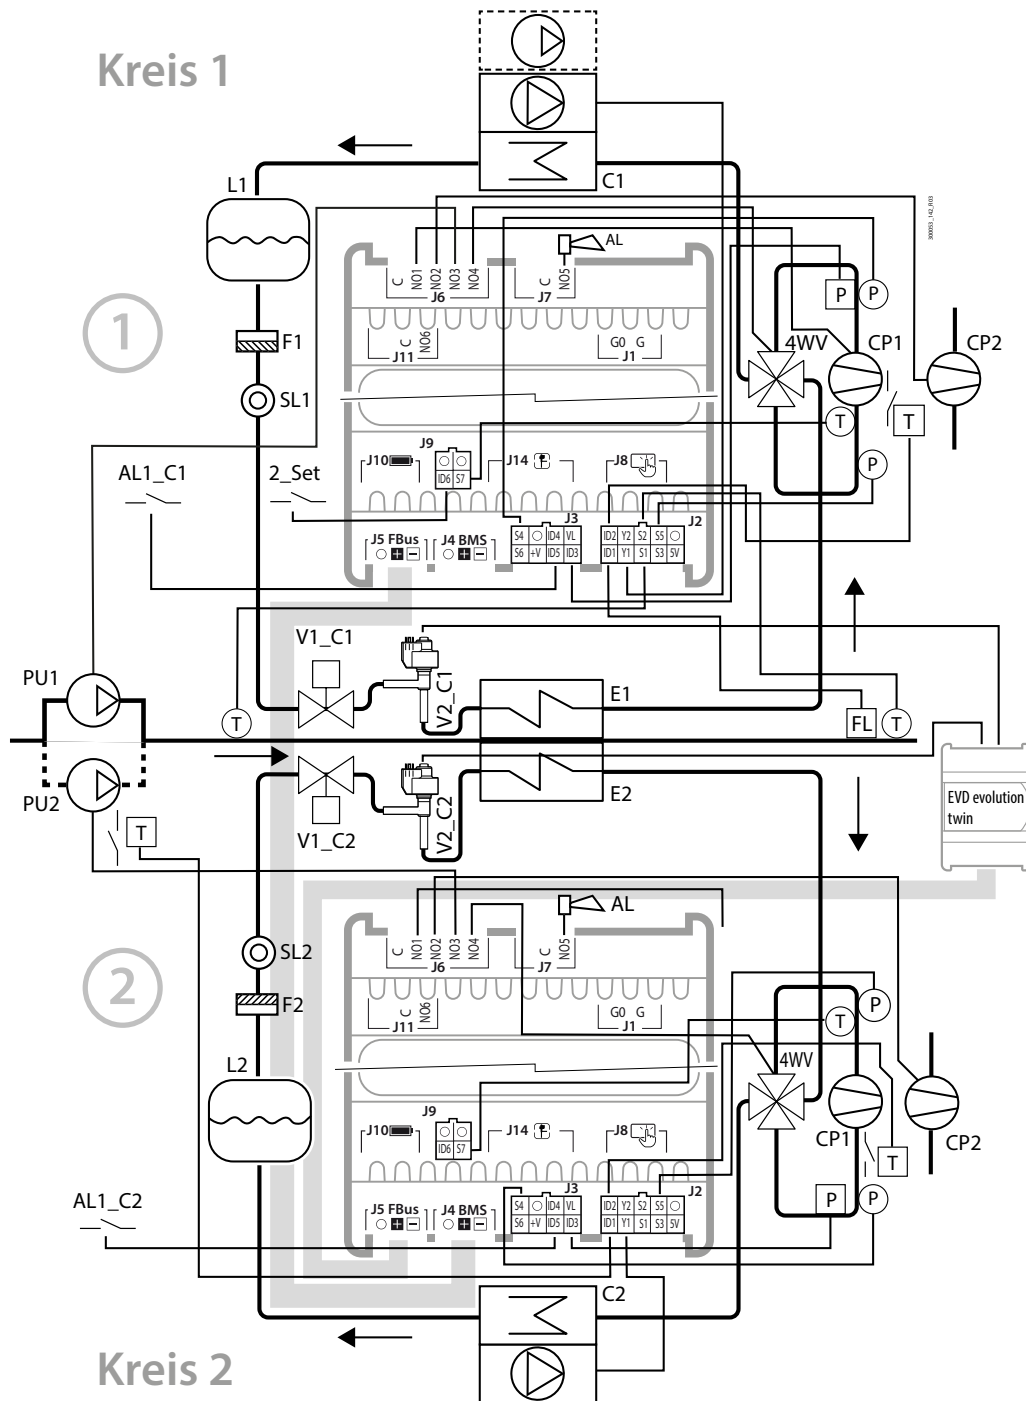 Kreis 1
C1
L1
300053_142_R03
AL
C NO1 NO2 NO3 NO4
J6
C NO5
J7
P P
1
F1
C NO6
J11
G0 G
J1
4WV
CP1
CP2
SL1
T
T
J9
J10
ID6 S7
J14
J8
P
AL1_C1
2_Set
J3
J2
S4 ID4 VL
S6 +V ID5 ID3
ID2 Y2 S2 S5
ID1 Y1 S1 S3 5V
J5 FBus
J4 BMS
V1_C1
V2_C1
PU1
E1
T
FL
T
PU2
V1_C2
V2_C2
E2
EVD evolution
twin
T
AL
C NO1 NO2 NO3 NO4
J6
C NO5
J7
SL2
P
2
F2
C NO6
J11
G0 G
J1
T
4WV
L2
CP1
CP2
J9
J10
ID6 S7
J14
J8
T
AL1_C2
J3
J2
P P
S4 ID4 VL
S6 +V ID5 ID3
ID2 Y2 S2 S5
ID1 Y1 S1 S3 5V
J5 FBus
J4 BMS
C2
Kreis 2